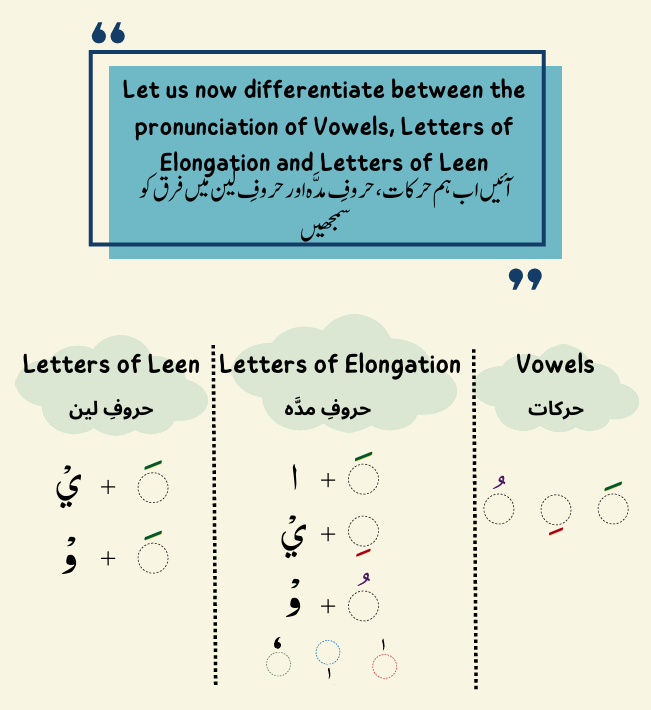 Let us now differentiate between the
pronunciation of Vowels, Letters of
Elongation and Letters of Leen
آئیں اب ہم حرکات، حروفِ مدَّہ اور حروفِ لین میں فرق کو
سمجھیں
Letters of Leen
حروفِ لین
يْ + َ
وْ + َ
Letters of Elongation
حروفِ مدَّہ
ا + َ
يْ + ِ
وْ + ُ
Vowels
حرکات
ُ ِ َ